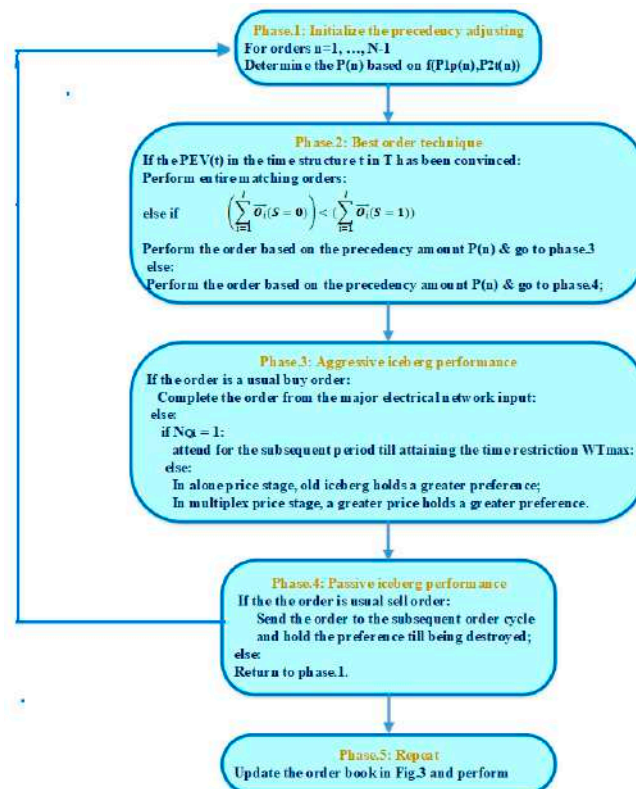 Phase.1: Initialize the precedency adjusting
For orders n=1, …, N-1
Determine the P(n) based on f(P1p(n),P2t(n))
Phase.2: Best order technique
If the PEV(t) in the time structure t in T has been convinced:
Perform entire matching orders:
else if (∑_{i=1}^{I} \overrightarrow{O_i}(S = 0)) < (∑_{i=1}^{I} \overrightarrow{O_i}(S = 1))
Perform the order based on the precedency amount P(n) & go to phase.3
else:
Perform the order based on the precedency amount P(n) & go to phase.4;
Phase.3: Aggressive iceberg performance
If the order is a usual buy order:
Complete the order from the major electrical network input:
else:
if NQi = 1:
attend for the subsequent period till attaining the time restriction WTmax:
else:
In alone price stage, old iceberg holds a greater preference;
In multiplex price stage, a greater price holds a greater preference.
Phase.4: Passive iceberg performance
If the the order is usual sell order:
Send the order to the subsequent order cycle
and hold the preference till being destroyed;
else:
Return to phase.1.
Phase.5: Repeat
Update the order book in Fig.3 and perform